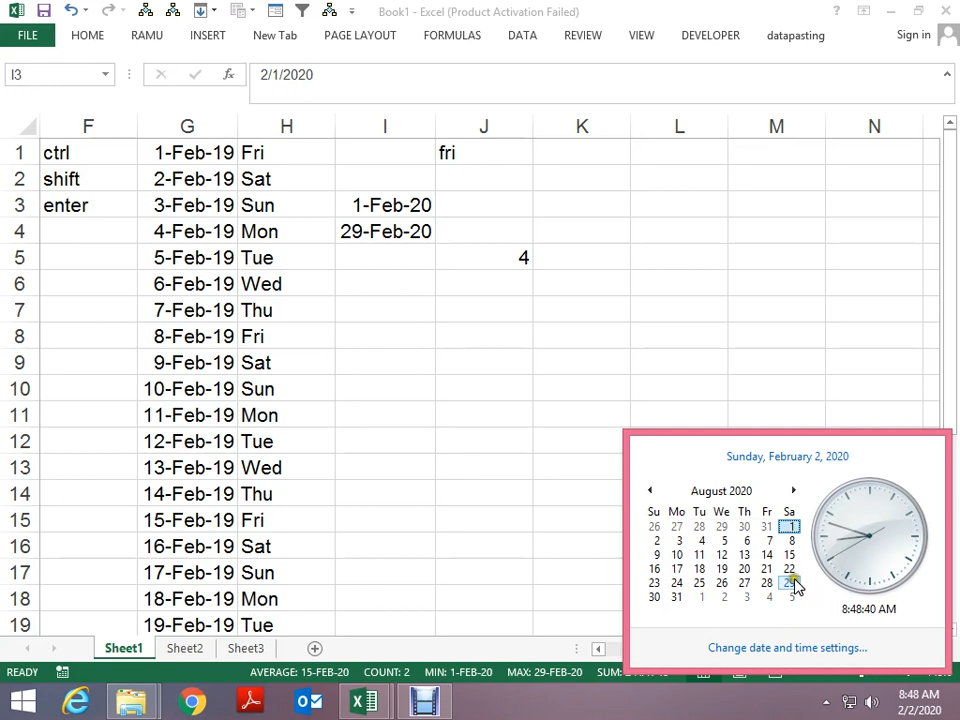 Book1 - Excel (Product Activation Failed)
FILE HOME RAMU INSERT New Tab PAGE LAYOUT FORMULAS DATA REVIEW VIEW DEVELOPER datapasting Sign in
I3 fx 2/1/2020
F G H I J K L M N
1 ctrl 1-Feb-19 Fri fri
2 shift 2-Feb-19 Sat
3 enter 3-Feb-19 Sun 1-Feb-20
4 4-Feb-19 Mon 29-Feb-20
5 5-Feb-19 Tue 4
6 6-Feb-19 Wed
7 7-Feb-19 Thu
8 8-Feb-19 Fri
9 9-Feb-19 Sat
10 10-Feb-19 Sun
11 11-Feb-19 Mon
12 12-Feb-19 Tue
13 13-Feb-19 Wed
14 14-Feb-19 Thu
15 15-Feb-19 Fri
16 16-Feb-19 Sat
17 17-Feb-19 Sun
18 18-Feb-19 Mon
19 19-Feb-19 Tue
Sunday, February 2, 2020
August 2020
Su Mo Tu We Th Fr Sa
26 27 28 29 30 31 1
2 3 4 5 6 7 8
9 10 11 12 13 14 15
16 17 18 19 20 21 22
23 24 25 26 27 28 29
30 31 1 2 3 4 5
8:48:40 AM
Change date and time settings...
Sheet1 Sheet2 Sheet3
READY AVERAGE: 15-FEB-20 COUNT: 2 MIN: 1-FEB-20 MAX: 29-FEB-20 SUM:
8:48 AM
2/2/2020